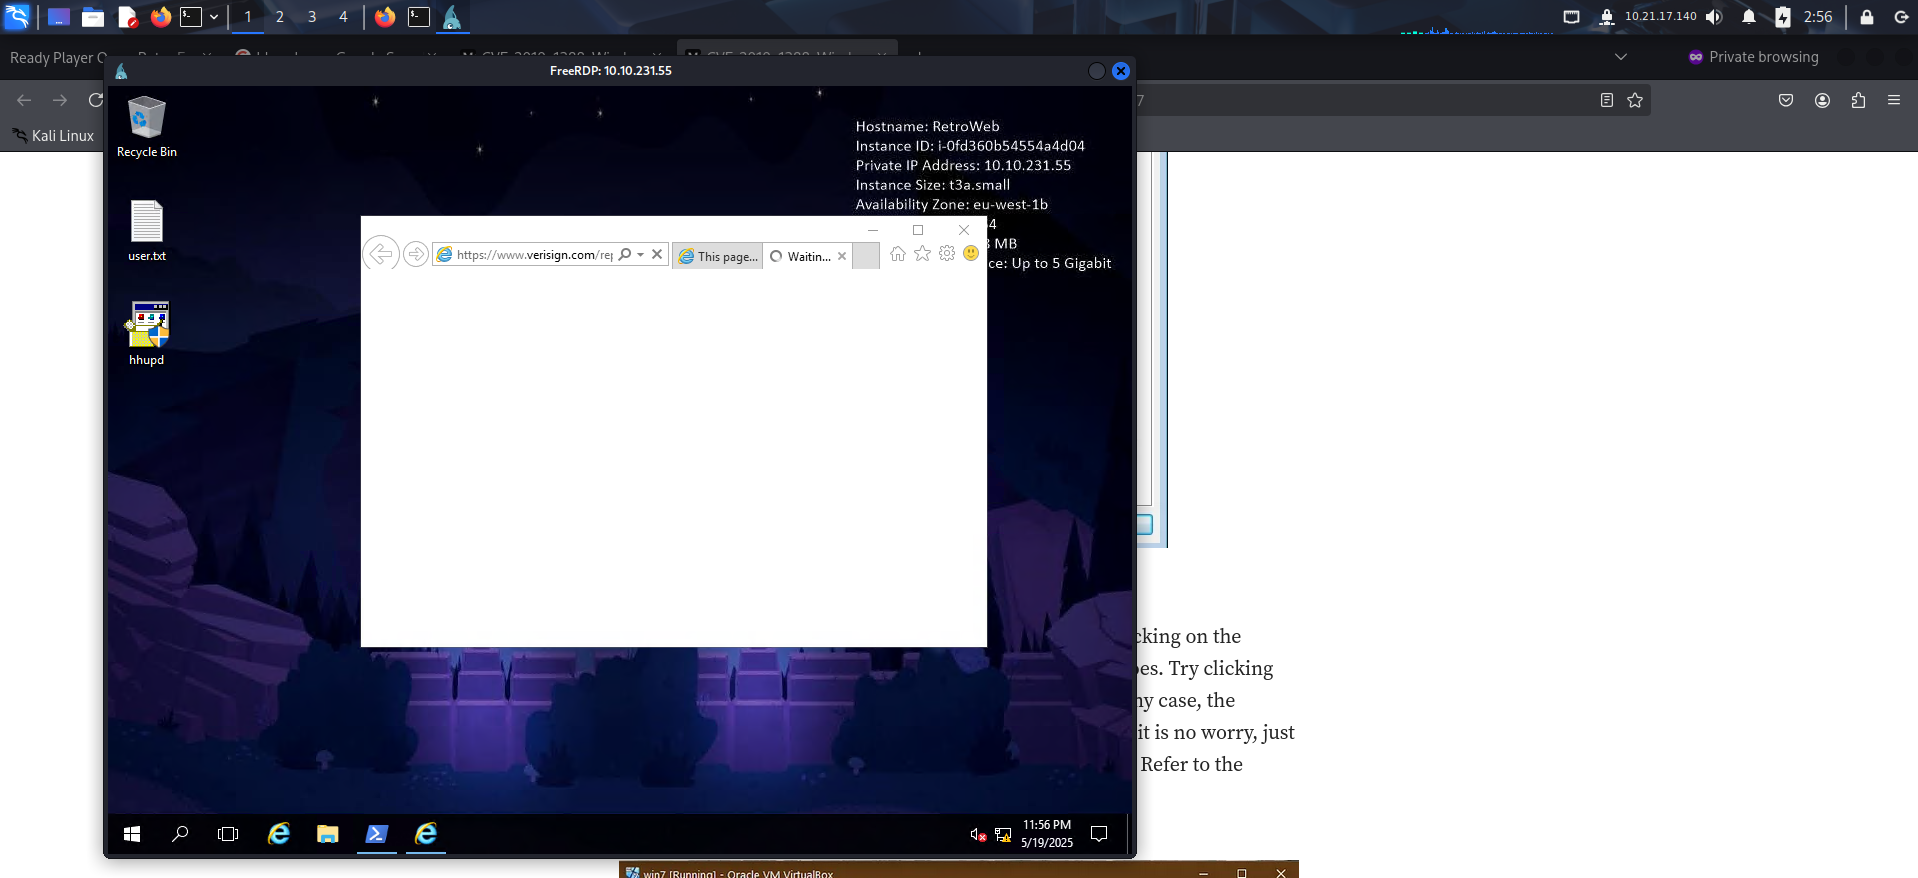 1 2 3 4
10.21.17.140
2:56
Ready Player
Private browsing
FreeRDP: 10.10.231.55
7
Kali Linux
Recycle Bin
user.txt
hhupd
Hostname: RetroWeb
Instance ID: i-0fd360b54554a4d04
Private IP Address: 10.10.231.55
Instance Size: t3a.small
Availability Zone: eu-west-1b
4
MB
ce: Up to 5 Gigabit
https://www.verisign.com/rep
This page...
Waitin...
cking on the
es. Try clicking
ny case, the
it is no worry, just
Refer to the
11:56 PM
5/19/2025
win7 [Running] - Oracle VM VirtualBox